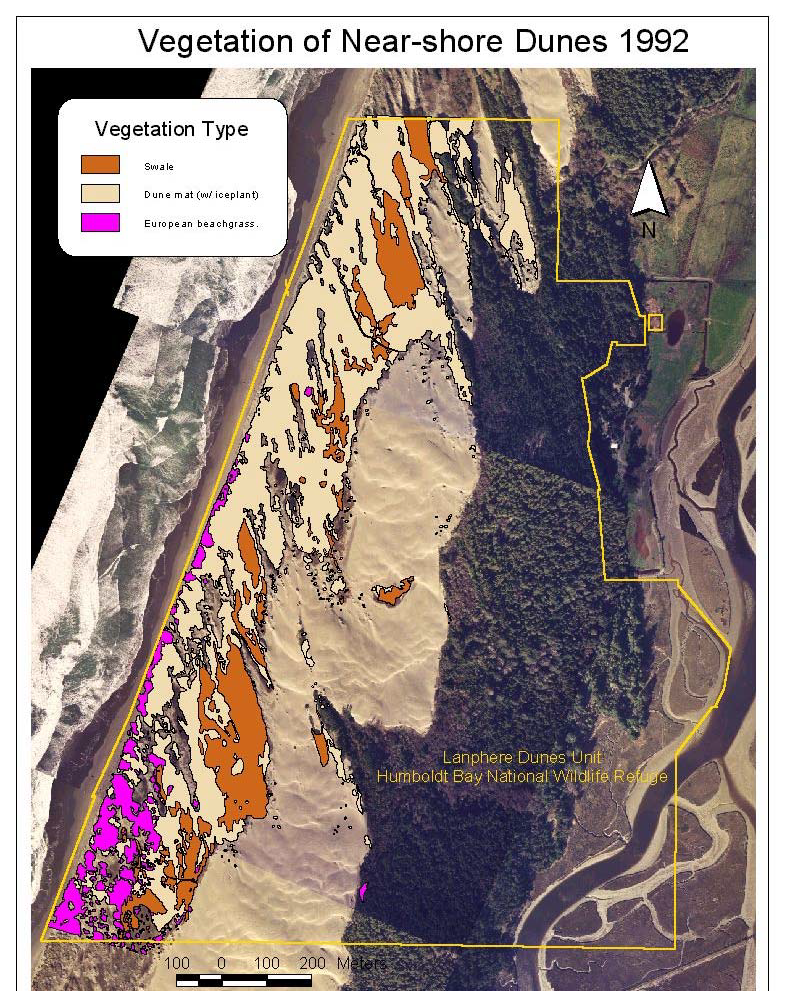 Vegetation of Near-shore Dunes 1992
Vegetation Type
Swale
Dune mat (w/ iceplant)
European beachgrass.
N
Lanphere Dunes Unit
Humboldt Bay National Wildlife Refuge
100 0 100 200 Meters